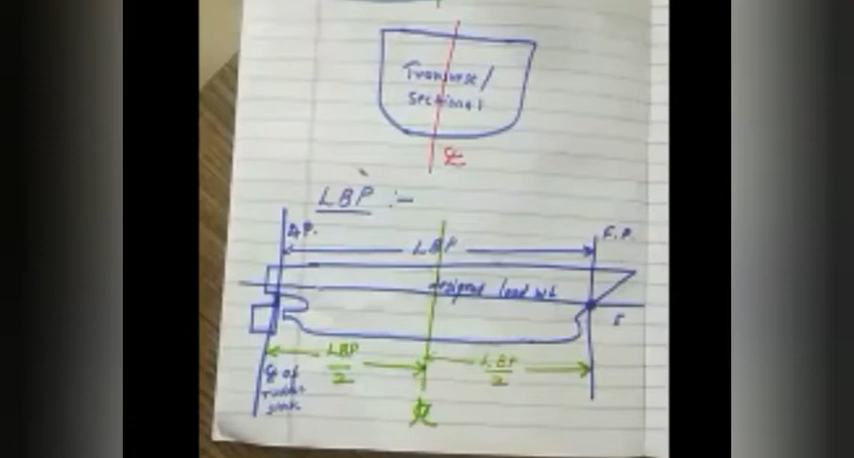 Transverse/
Sectional
℄
LBP :-
A.P.
F.P.
LBP
designed load wl
LBP
2
LBP
2
℄ of
rudder
stock